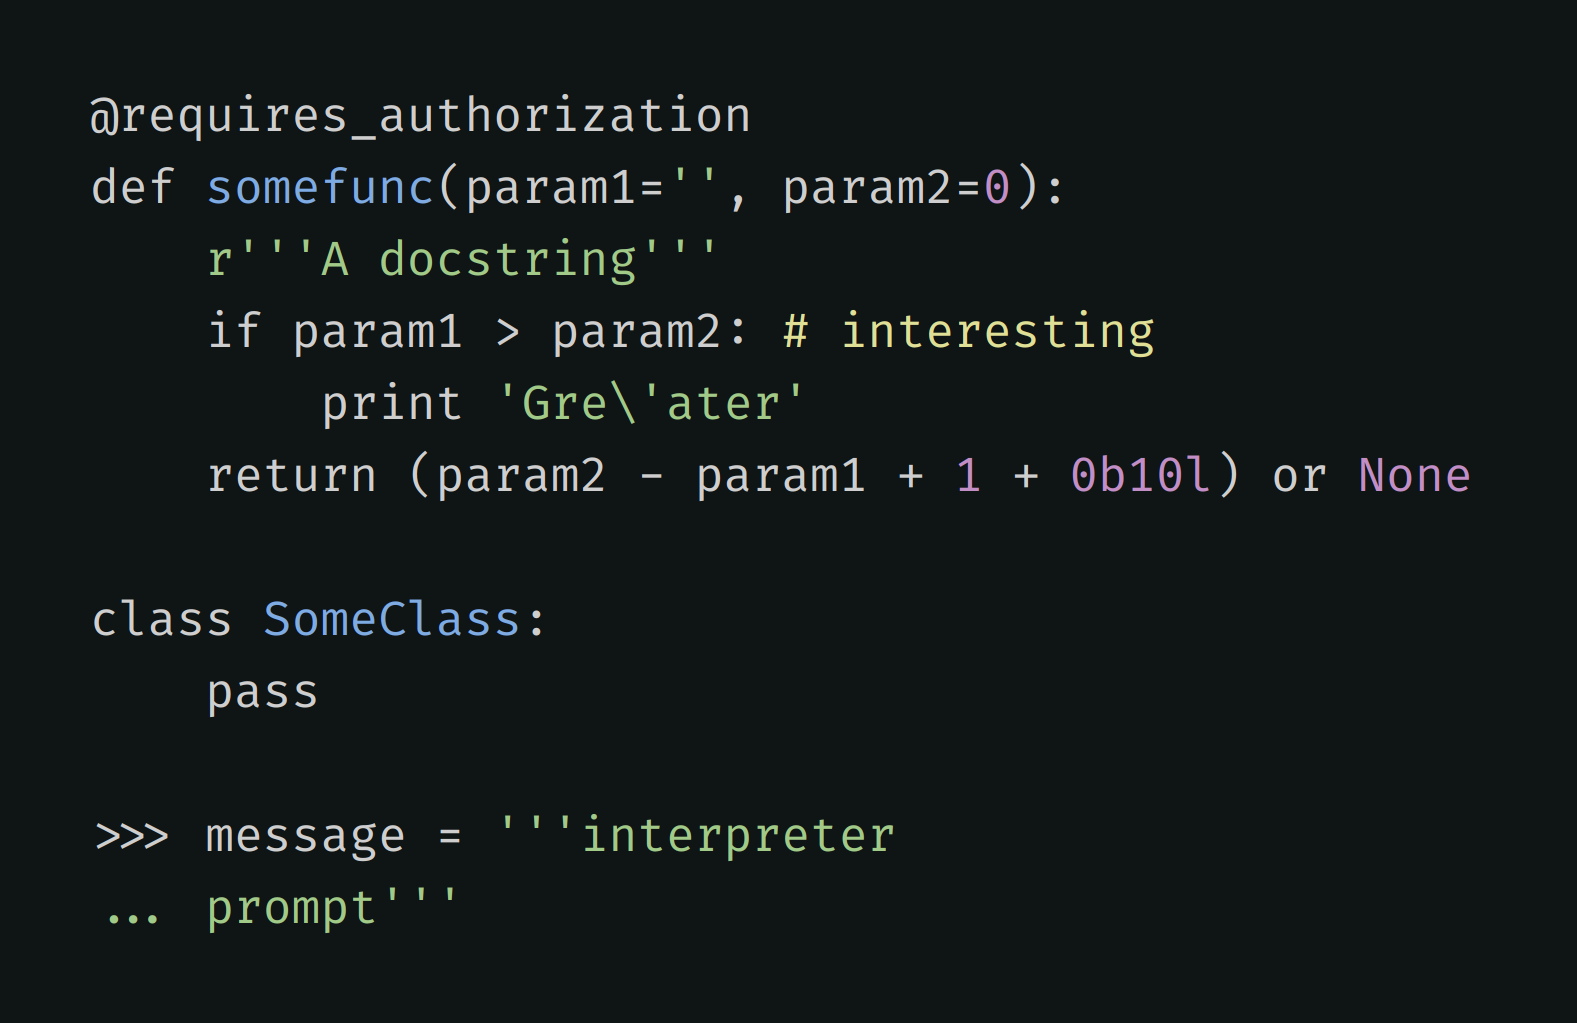 @requires_authorization
def somefunc(param1='', param2=0):
    r'''A docstring'''
    if param1 > param2: # interesting
        print 'Gre\'ater'
    return (param2 - param1 + 1 + 0b10l) or None

class SomeClass:
    pass

>>> message = '''interpreter
... prompt'''